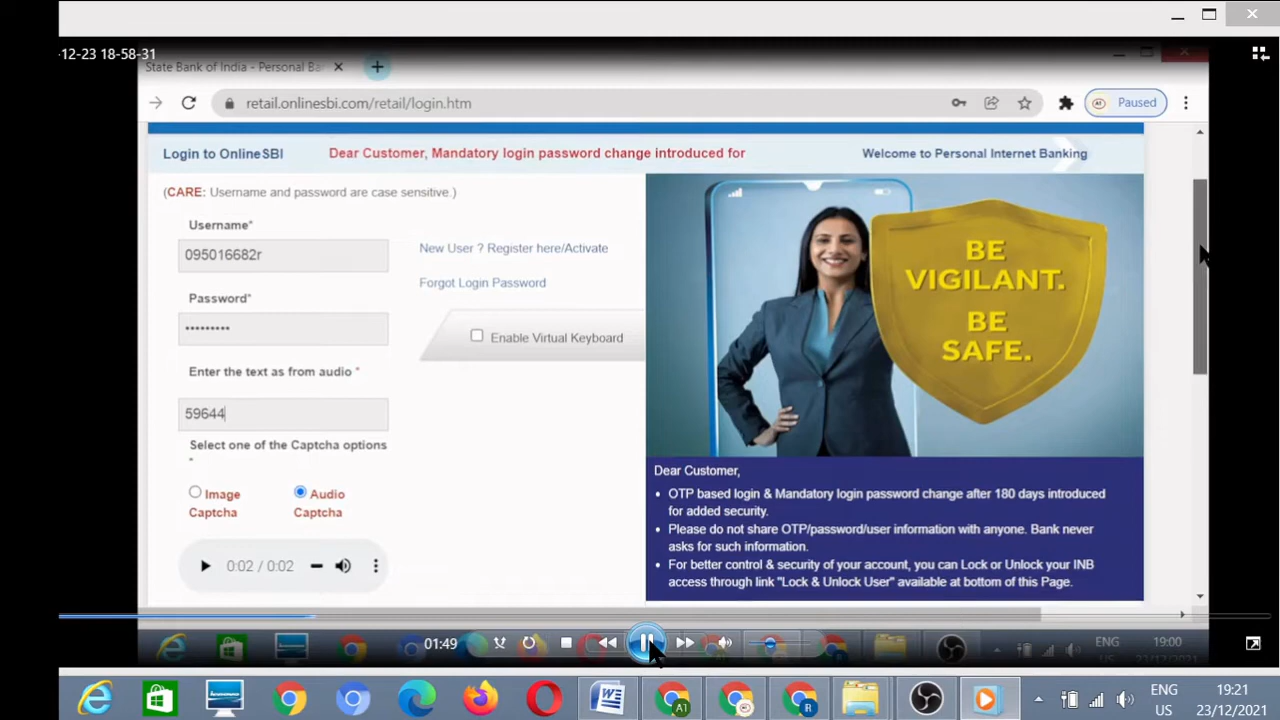 -12-23 18-58-31
State Bank of India - Personal Ba
retail.onlinesbi.com/retail/login.htm
Paused
Login to OnlineSBI
Dear Customer, Mandatory login password change introduced for
Welcome to Personal Internet Banking
(CARE: Username and password are case sensitive.)
Username*
095016682r
New User ? Register here/Activate
Forgot Login Password
Password*
•••••••••
Enable Virtual Keyboard
Enter the text as from audio *
59644
Select one of the Captcha options
*
Image Captcha
Audio Captcha
0:02 / 0:02
BE
VIGILANT.
BE
SAFE.
Dear Customer,
• OTP based login & Mandatory login password change after 180 days introduced
for added security.
• Please do not share OTP/password/user information with anyone. Bank never
asks for such information.
• For better control & security of your account, you can Lock or Unlock your INB
access through link "Lock & Unlock User" available at bottom of this Page.
01:49
ENG
19:00
ENG
US
19:21
23/12/2021